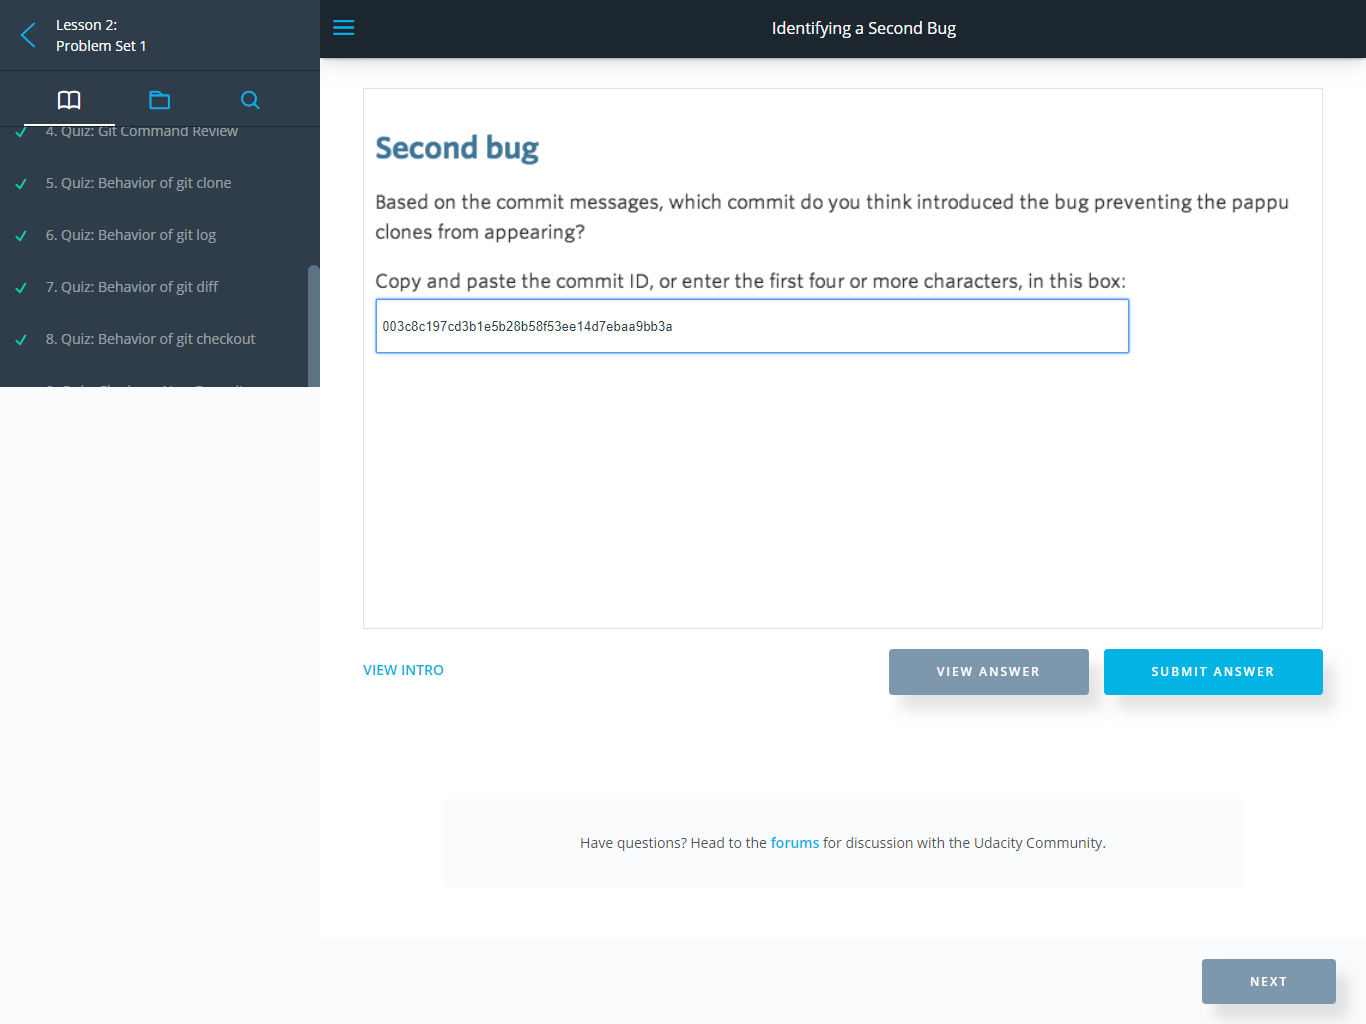 Lesson 2:
Problem Set 1
4. Quiz: Git Command Review
5. Quiz: Behavior of git clone
6. Quiz: Behavior of git log
7. Quiz: Behavior of git diff
8. Quiz: Behavior of git checkout
Identifying a Second Bug
Second bug
Based on the commit messages, which commit do you think introduced the bug preventing the pappu
clones from appearing?
Copy and paste the commit ID, or enter the first four or more characters, in this box:
003c8c197cd3b1e5b28b58f53ee14d7ebaa9bb3a
VIEW INTRO
VIEW ANSWER
SUBMIT ANSWER
Have questions? Head to the forums for discussion with the Udacity Community.
NEXT